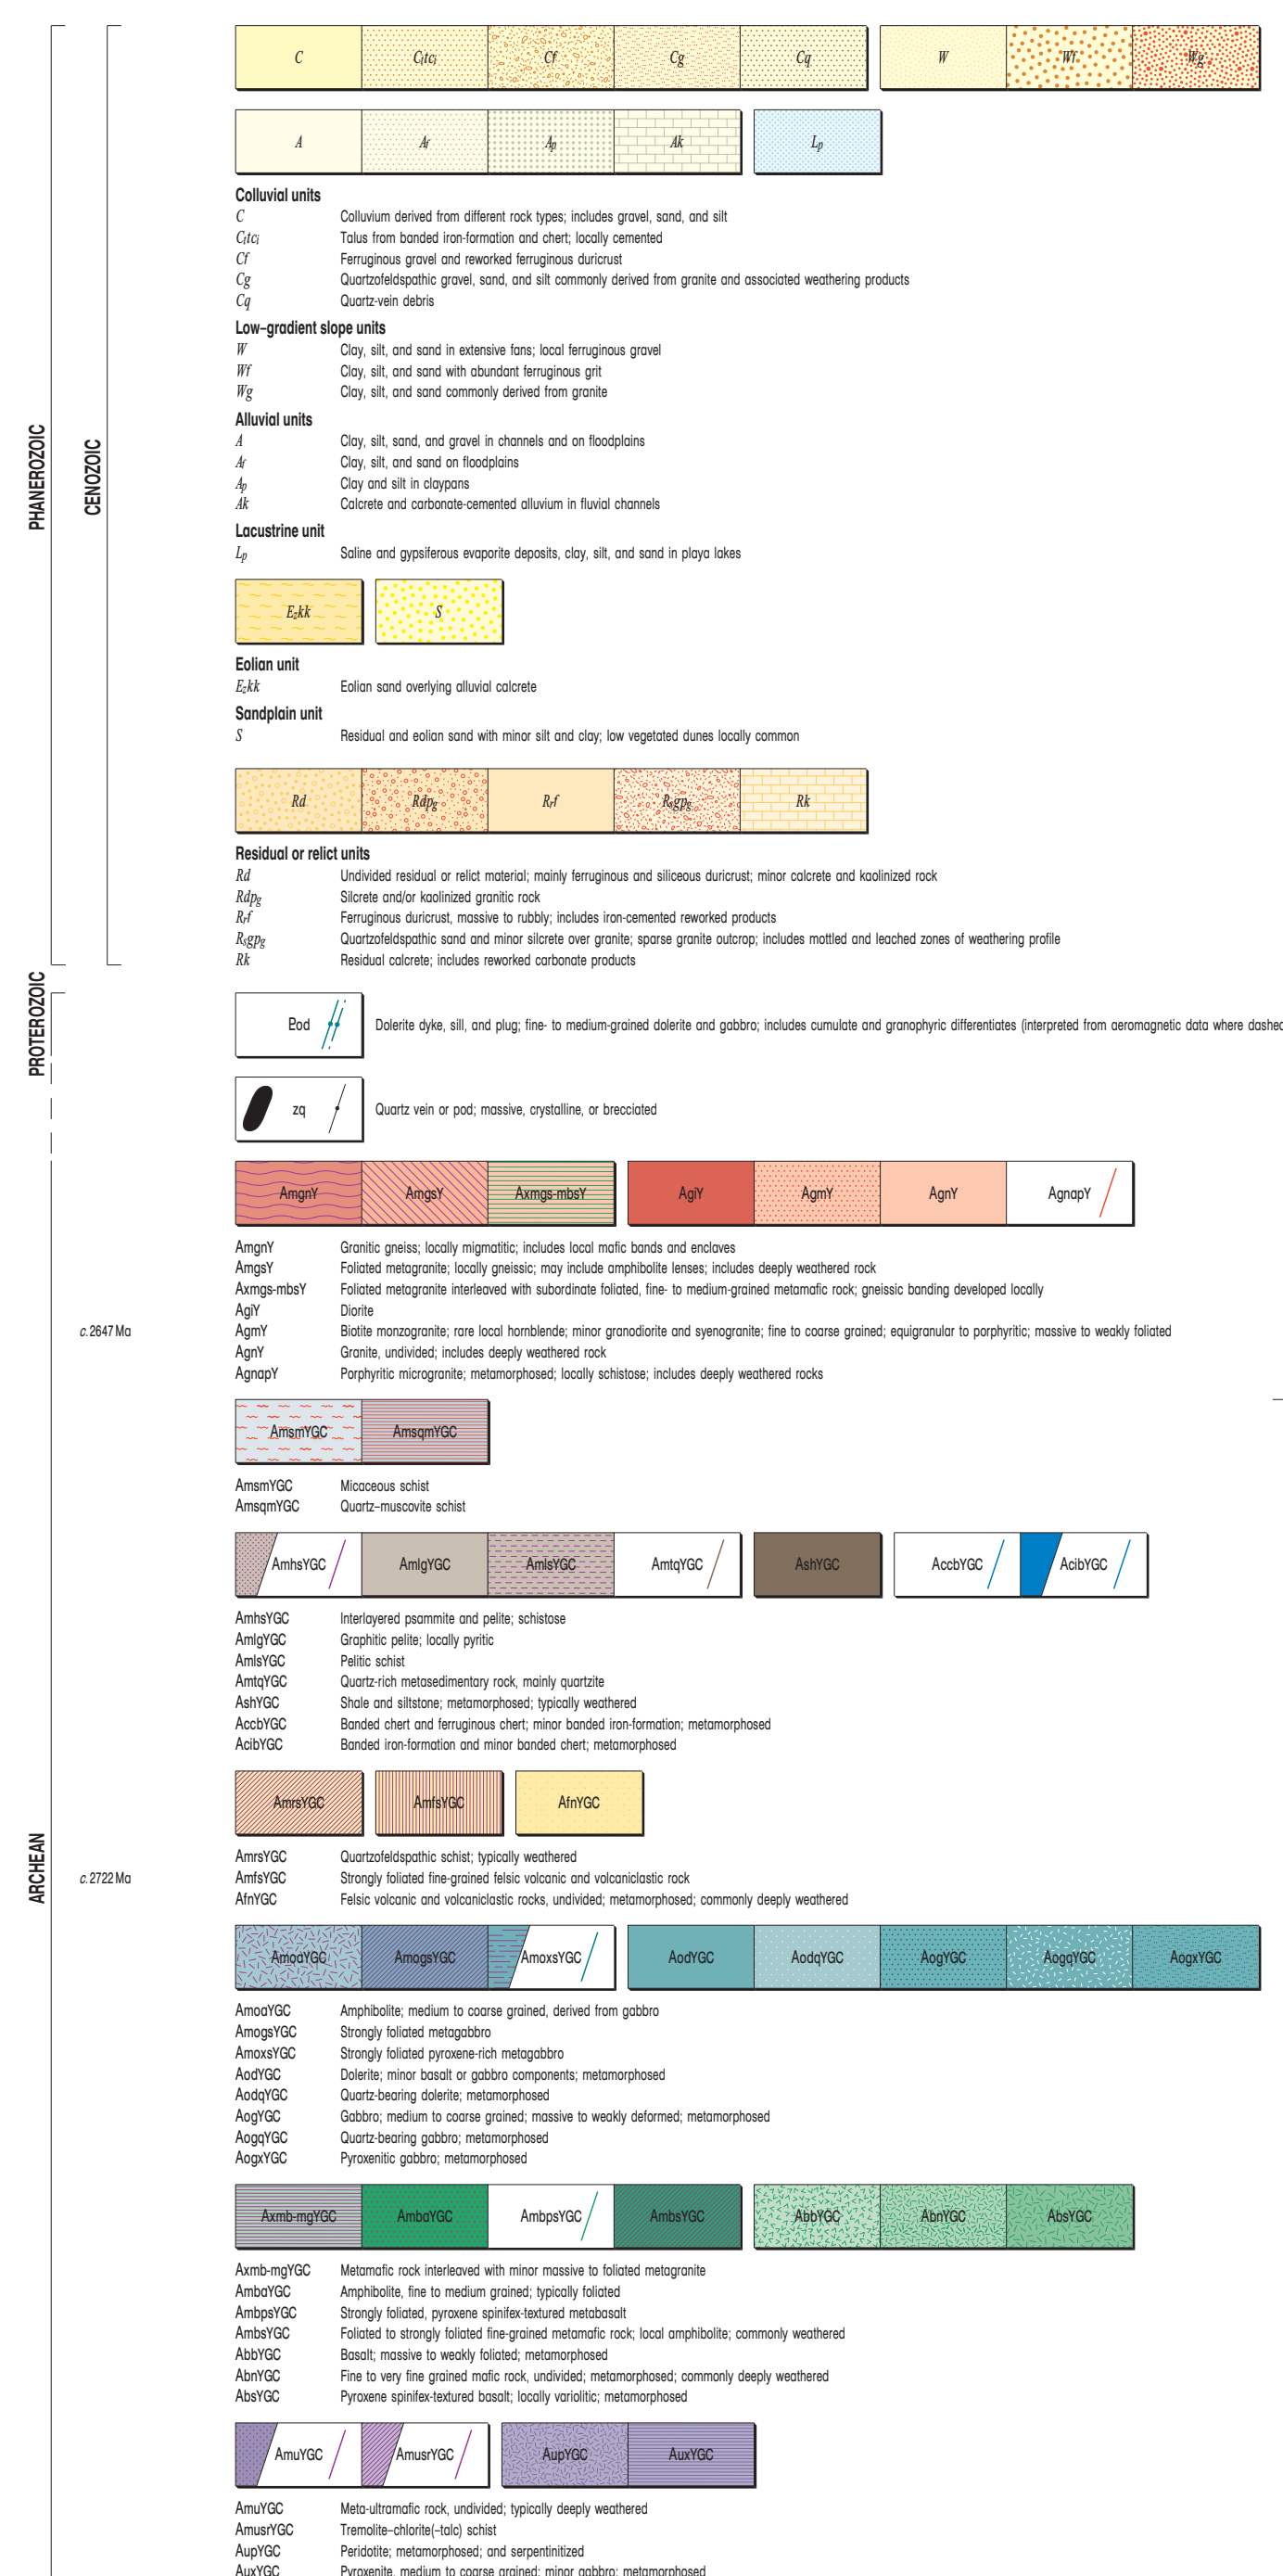 C C₁tcᵢ Cf Cg Cq W Wf Wg
A Af Ap Ak Lp
Colluvial units
C Colluvium derived from different rock types; includes gravel, sand, and silt
C₁tcᵢ Talus from banded iron-formation and chert; locally cemented
Cf Ferruginous gravel and reworked ferruginous duricrust
Cg Quartzofeldspathic gravel, sand, and silt commonly derived from granite and associated weathering products
Cq Quartz-vein debris
Low–gradient slope units
W Clay, silt, and sand in extensive fans; local ferruginous gravel
Wf Clay, silt, and sand with abundant ferruginous grit
Wg Clay, silt, and sand commonly derived from granite
Alluvial units
A Clay, silt, sand, and gravel in channels and on floodplains
Af Clay, silt, and sand on floodplains
Ap Clay and silt in claypans
Ak Calcrete and carbonate-cemented alluvium in fluvial channels
PHANEROZOIC
CENOZOIC
Lacustrine unit
Lp Saline and gypsiferous evaporite deposits, clay, silt, and sand in playa lakes
E₂kk S
Eolian unit
E₂kk Eolian sand overlying alluvial calcrete
Sandplain unit
S Residual and eolian sand with minor silt and clay; low vegetated dunes locally common
Rd Rdpg Rrf Rsgpg Rk
Residual or relict units
Rd Undivided residual or relict material; mainly ferruginous and siliceous duricrust; minor calcrete and kaolinized rock
Rdpg Silcrete and/or kaolinized granitic rock
Rrf Ferruginous duricrust, massive to rubbly; includes iron-cemented reworked products
Rsgpg Quartzofeldspathic sand and minor silcrete over granite; sparse granite outcrop; includes mottled and leached zones of weathering profile
Rk Residual calcrete; includes reworked carbonate products
PROTEROZOIC
Pod Dolerite dyke, sill, and plug; fine- to medium-grained dolerite and gabbro; includes cumulate and granophyric differentiates (interpreted from aeromagnetic data where dashed
zq Quartz vein or pod; massive, crystalline, or brecciated
AmgnY AmgsY Axmgs-mbsY AgiY AgmY AgnY AgnapY
AmgnY Granitic gneiss; locally migmatitic; includes local mafic bands and enclaves
AmgsY Foliated metagranite; locally gneissic; may include amphibolite lenses; includes deeply weathered rock
Axmgs-mbsY Foliated metagranite interleaved with subordinate foliated, fine- to medium-grained metamafic rock; gneissic banding developed locally
AgiY Diorite
c.2647 Ma AgmY Biotite monzogranite; rare local hornblende; minor granodiorite and syenogranite; fine to coarse grained; equigranular to porphyritic; massive to weakly foliated
AgnY Granite, undivided; includes deeply weathered rock
AgnapY Porphyritic microgranite; metamorphosed; locally schistose; includes deeply weathered rocks
AmsmYGC AmsqmYGC
AmsmYGC Micaceous schist
AmsqmYGC Quartz–muscovite schist
AmhsYGC AmlgYGC AmlsYGC AmtqYGC AshYGC AccbYGC AcibYGC
AmhsYGC Interlayered psammite and pelite; schistose
AmlgYGC Graphitic pelite; locally pyritic
AmlsYGC Pelitic schist
AmtqYGC Quartz-rich metasedimentary rock, mainly quartzite
AshYGC Shale and siltstone; metamorphosed; typically weathered
AccbYGC Banded chert and ferruginous chert; minor banded iron-formation; metamorphosed
AcibYGC Banded iron-formation and minor banded chert; metamorphosed
AmrsYGC AmfsYGC AfnYGC
ARCHEAN
AmrsYGC Quartzofeldspathic schist; typically weathered
c.2722 Ma AmfsYGC Strongly foliated fine-grained felsic volcanic and volcaniclastic rock
AfnYGC Felsic volcanic and volcaniclastic rocks, undivided; metamorphosed; commonly deeply weathered
AmoaYGC AmogsYGC AmoxsYGC AodYGC AodqYGC AogYGC AogqYGC AogxYGC
AmoaYGC Amphibolite; medium to coarse grained, derived from gabbro
AmogsYGC Strongly foliated metagabbro
AmoxsYGC Strongly foliated pyroxene-rich metagabbro
AodYGC Dolerite; minor basalt or gabbro components; metamorphosed
AodqYGC Quartz-bearing dolerite; metamorphosed
AogYGC Gabbro; medium to coarse grained; massive to weakly deformed; metamorphosed
AogqYGC Quartz-bearing gabbro; metamorphosed
AogxYGC Pyroxenitic gabbro; metamorphosed
Axmb-mgYGC AmbaYGC AmbpsYGC AmbsYGC AbbYGC AbnYGC AbsYGC
Axmb-mgYGC Metamafic rock interleaved with minor massive to foliated metagranite
AmbaYGC Amphibolite, fine to medium grained; typically foliated
AmbpsYGC Strongly foliated, pyroxene spinifex-textured metabasalt
AmbsYGC Foliated to strongly foliated fine-grained metamafic rock; local amphibolite; commonly weathered
AbbYGC Basalt; massive to weakly foliated; metamorphosed
AbnYGC Fine to very fine grained mafic rock, undivided; metamorphosed; commonly deeply weathered
AbsYGC Pyroxene spinifex-textured basalt; locally variolitic; metamorphosed
AmuYGC AmusrYGC AupYGC AuxYGC
AmuYGC Meta-ultramafic rock, undivided; typically deeply weathered
AmusrYGC Tremolite–chlorite(–talc) schist
AupYGC Peridotite; metamorphosed; and serpentinitized
AuxYGC Pyroxenite, medium to coarse grained; minor gabbro; metamorphosed